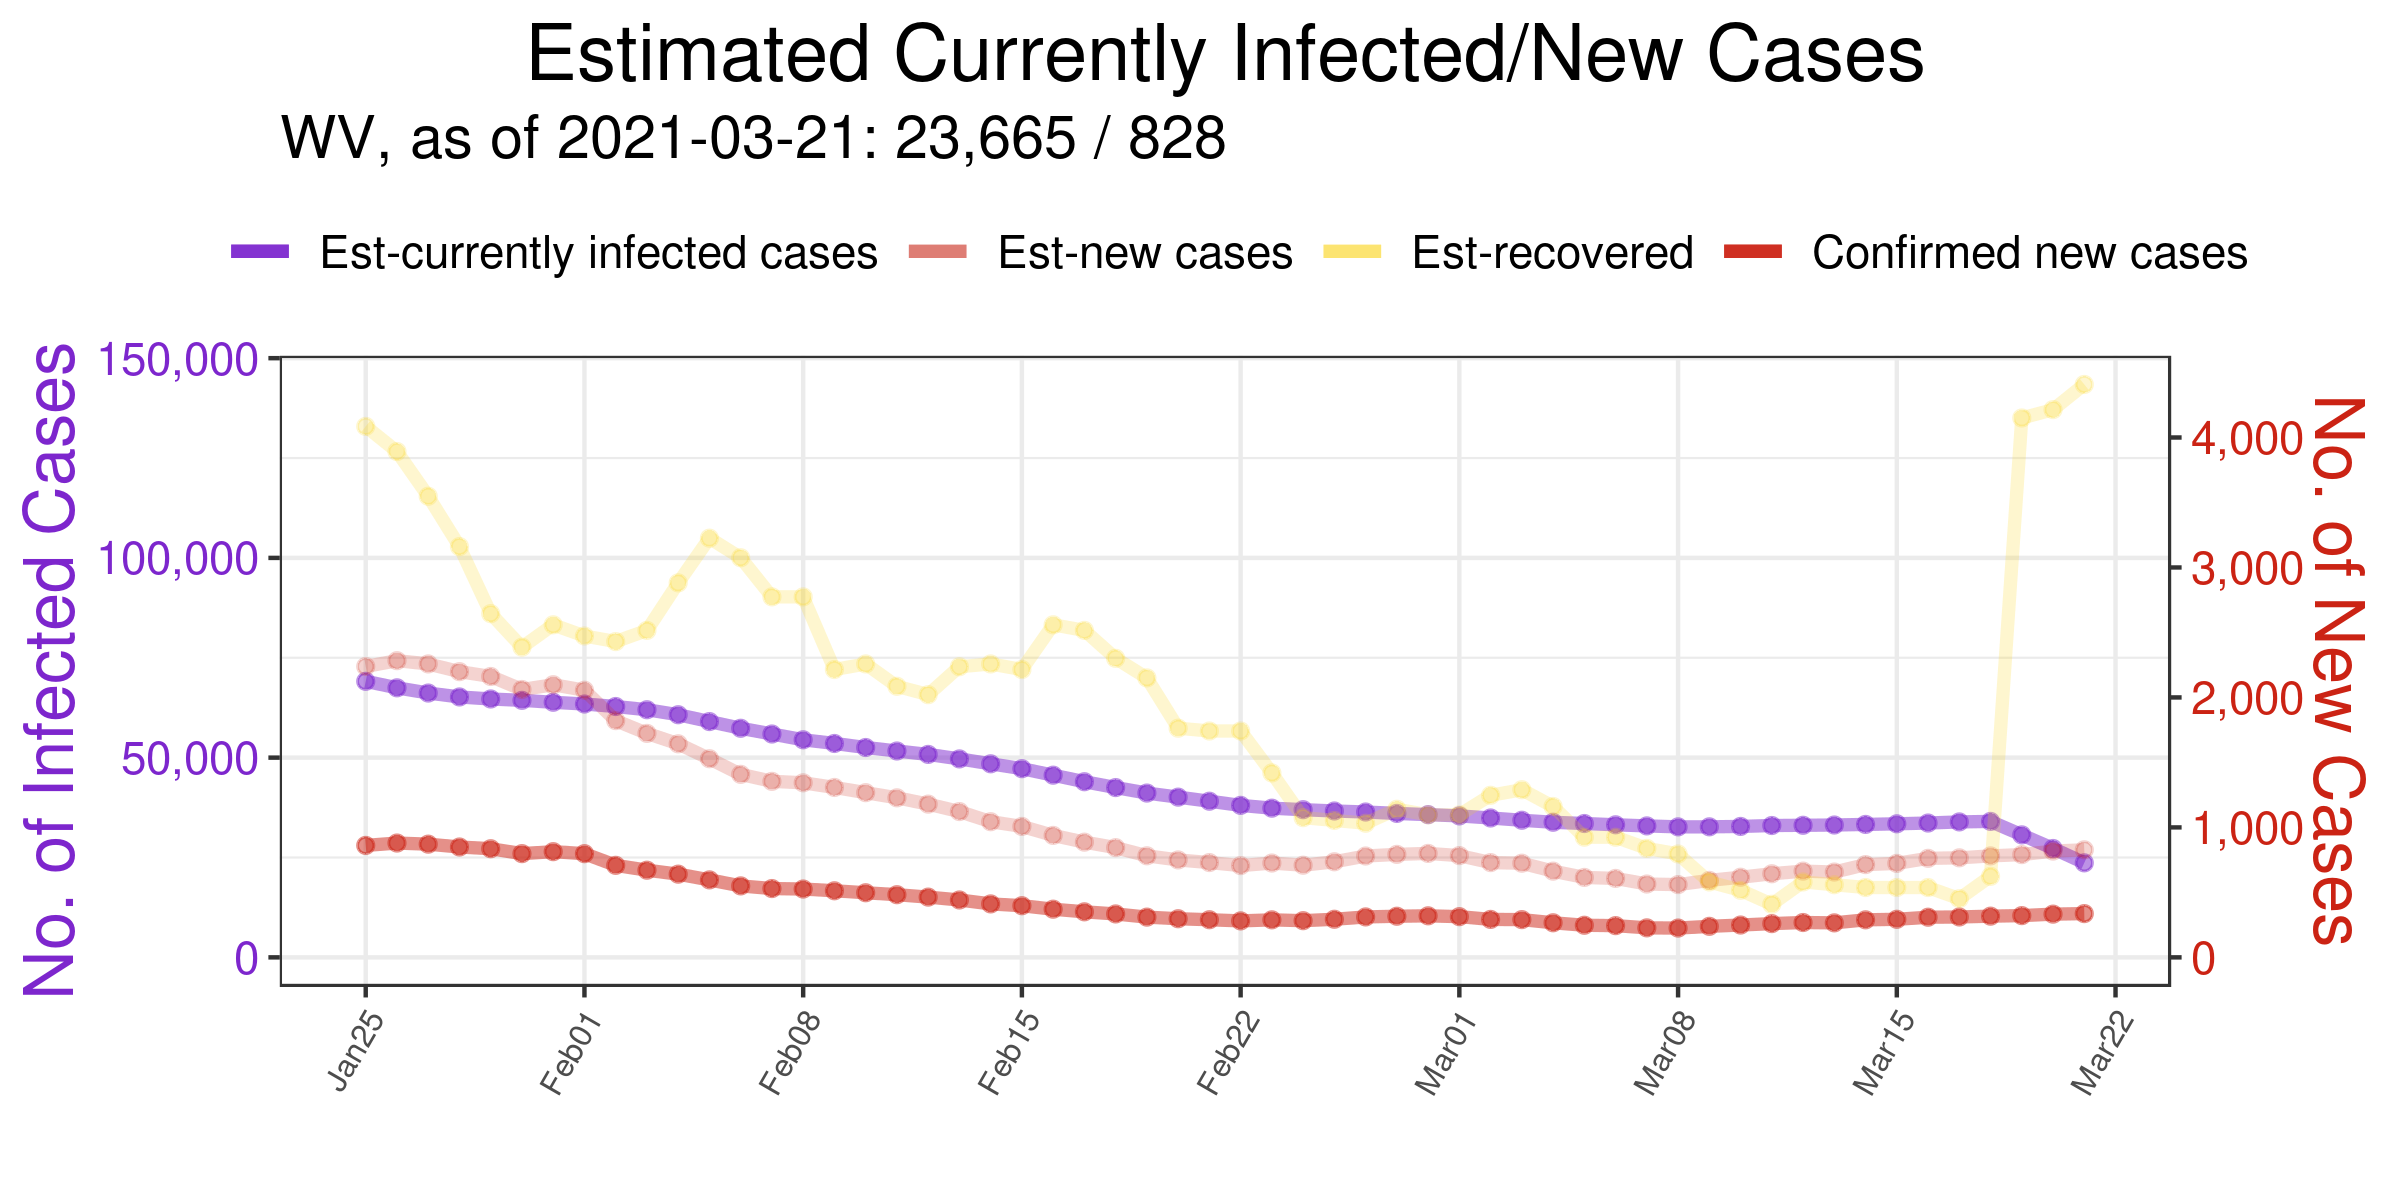 Estimated Currently Infected/New Cases
WV, as of 2021-03-21: 23,665 / 828
Est-currently infected cases Est-new cases Est-recovered Confirmed new cases
No. of Infected Cases
150,000
100,000
50,000
0
4,000
3,000
2,000
1,000
0
No. of New Cases
Jan25 Feb01 Feb08 Feb15 Feb22 Mar01 Mar08 Mar15 Mar22